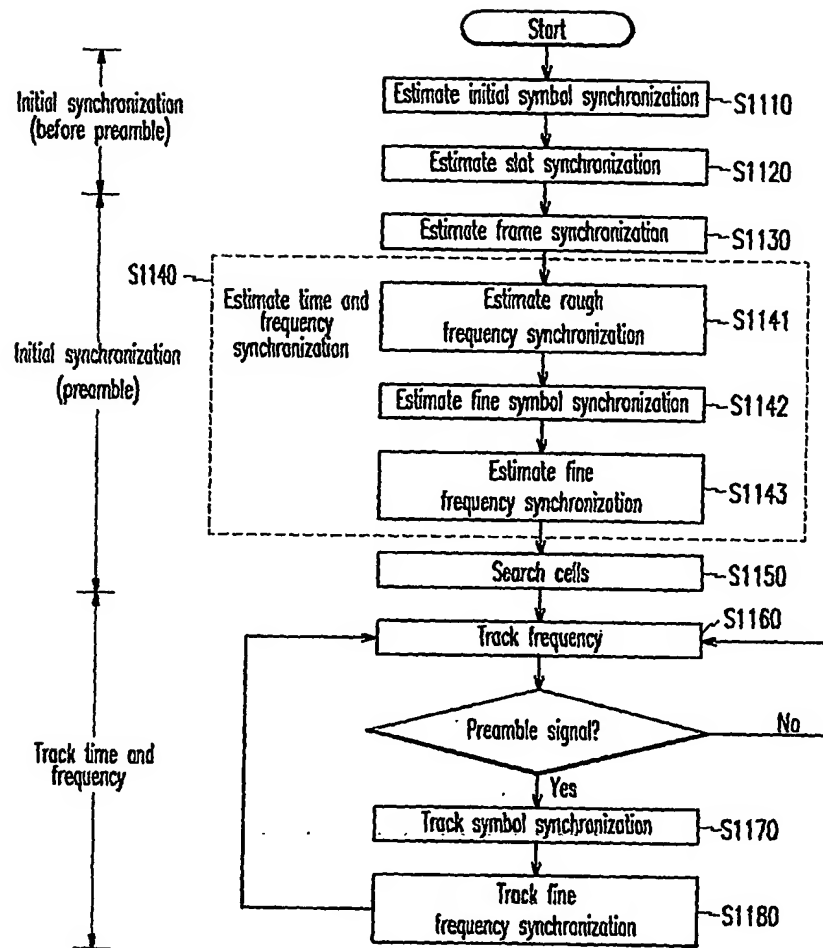 Start
Initial synchronization
(before preamble)
Estimate initial symbol synchronization
S1110
Estimate slat synchronization
S1120
Estimate frame synchronization
S1130
S1140
Estimate time and
frequency
synchronization
Estimate rough
frequency synchronization
S1141
Initial synchronization
(preamble)
Estimate fine symbol synchronization
S1142
Estimate fine
frequency synchronization
S1143
Search cells
S1150
S1160
Track frequency
Preamble signal?
No
Track time and
frequency
Yes
Track symbol synchronization
S1170
Track fine
frequency synchronization
S1180